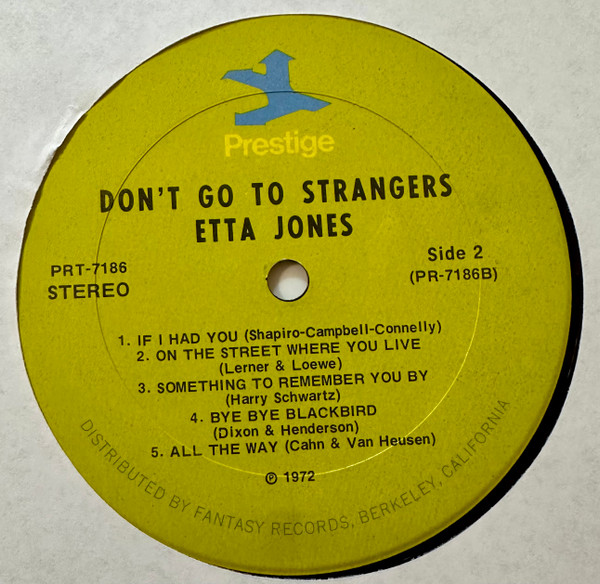 Prestige
DON'T GO TO STRANGERS
ETTA JONES
PRT-7186
STEREO
Side 2
(PR-7186B)
1. IF I HAD YOU (Shapiro-Campbell-Connelly)
2. ON THE STREET WHERE YOU LIVE
(Lerner & Loewe)
3. SOMETHING TO REMEMBER YOU BY
(Harry Schwartz)
4. BYE BYE BLACKBIRD
(Dixon & Henderson)
5. ALL THE WAY (Cahn & Van Heusen)
℗ 1972
DISTRIBUTED BY FANTASY RECORDS, BERKELEY, CALIFORNIA